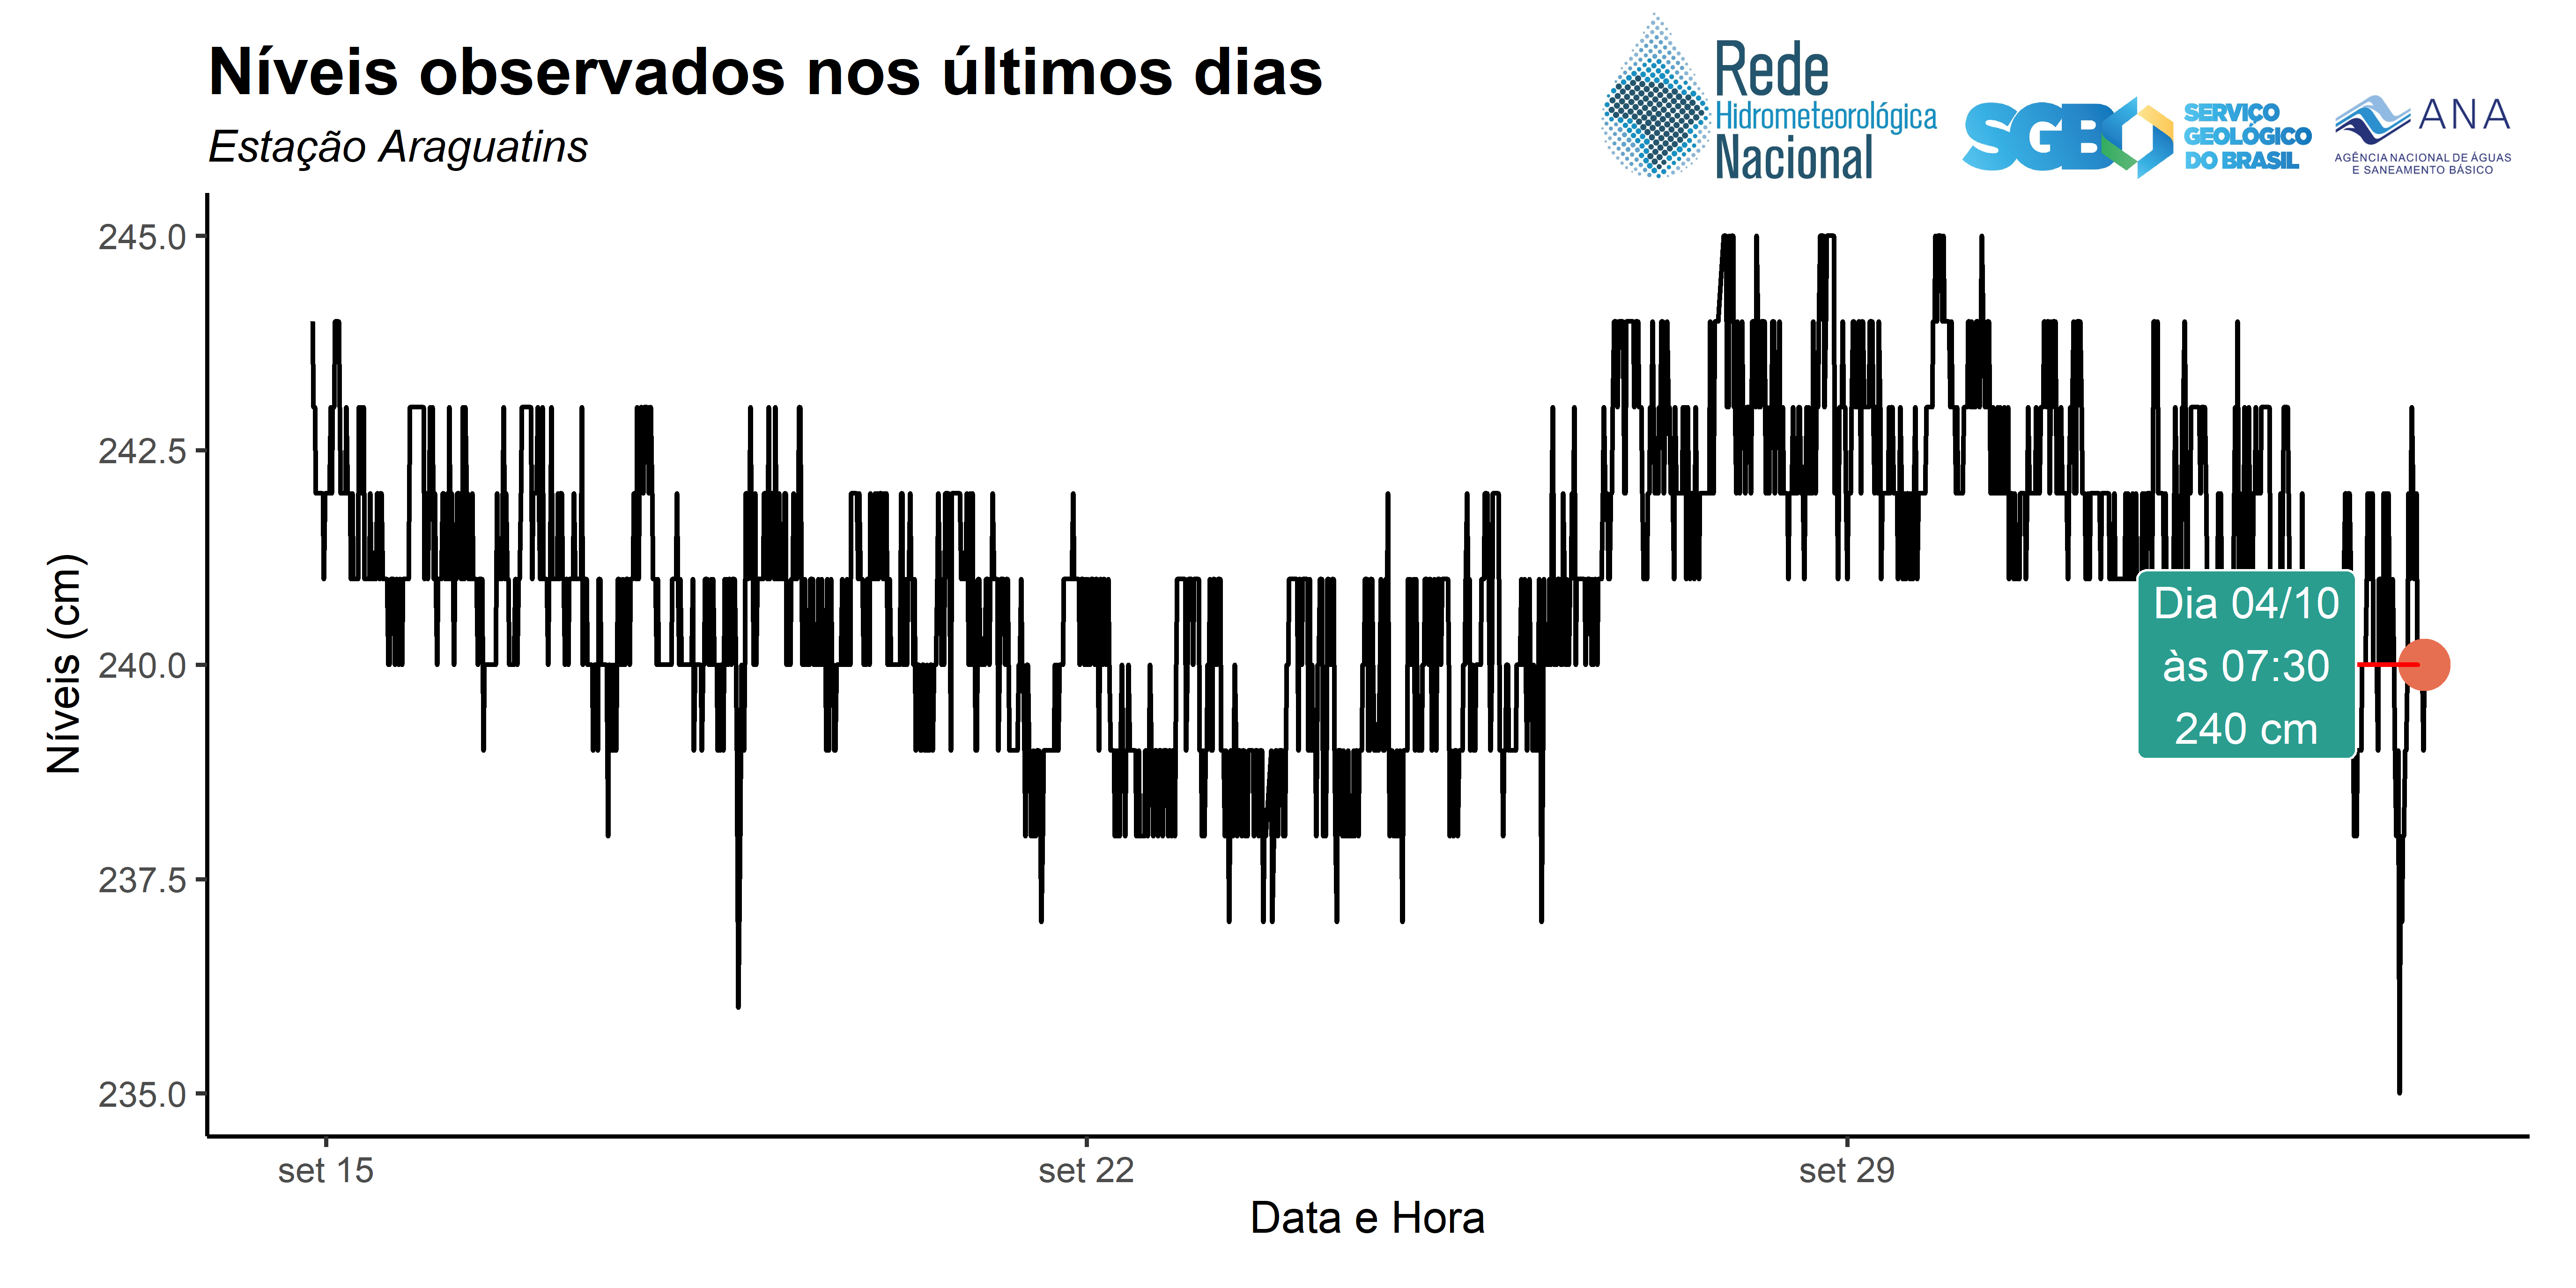 Níveis observados nos últimos dias
Estação Araguatins
Rede
Hidrometeorológica
Nacional
SGB
SERVIÇO
GEOLÓGICO
DO BRASIL
ANA
AGÊNCIA NACIONAL DE ÁGUAS
E SANEAMENTO BÁSICO
Níveis (cm)
245.0
242.5
240.0
237.5
235.0
Dia 04/10
às 07:30
240 cm
set 15
set 22
set 29
Data e Hora